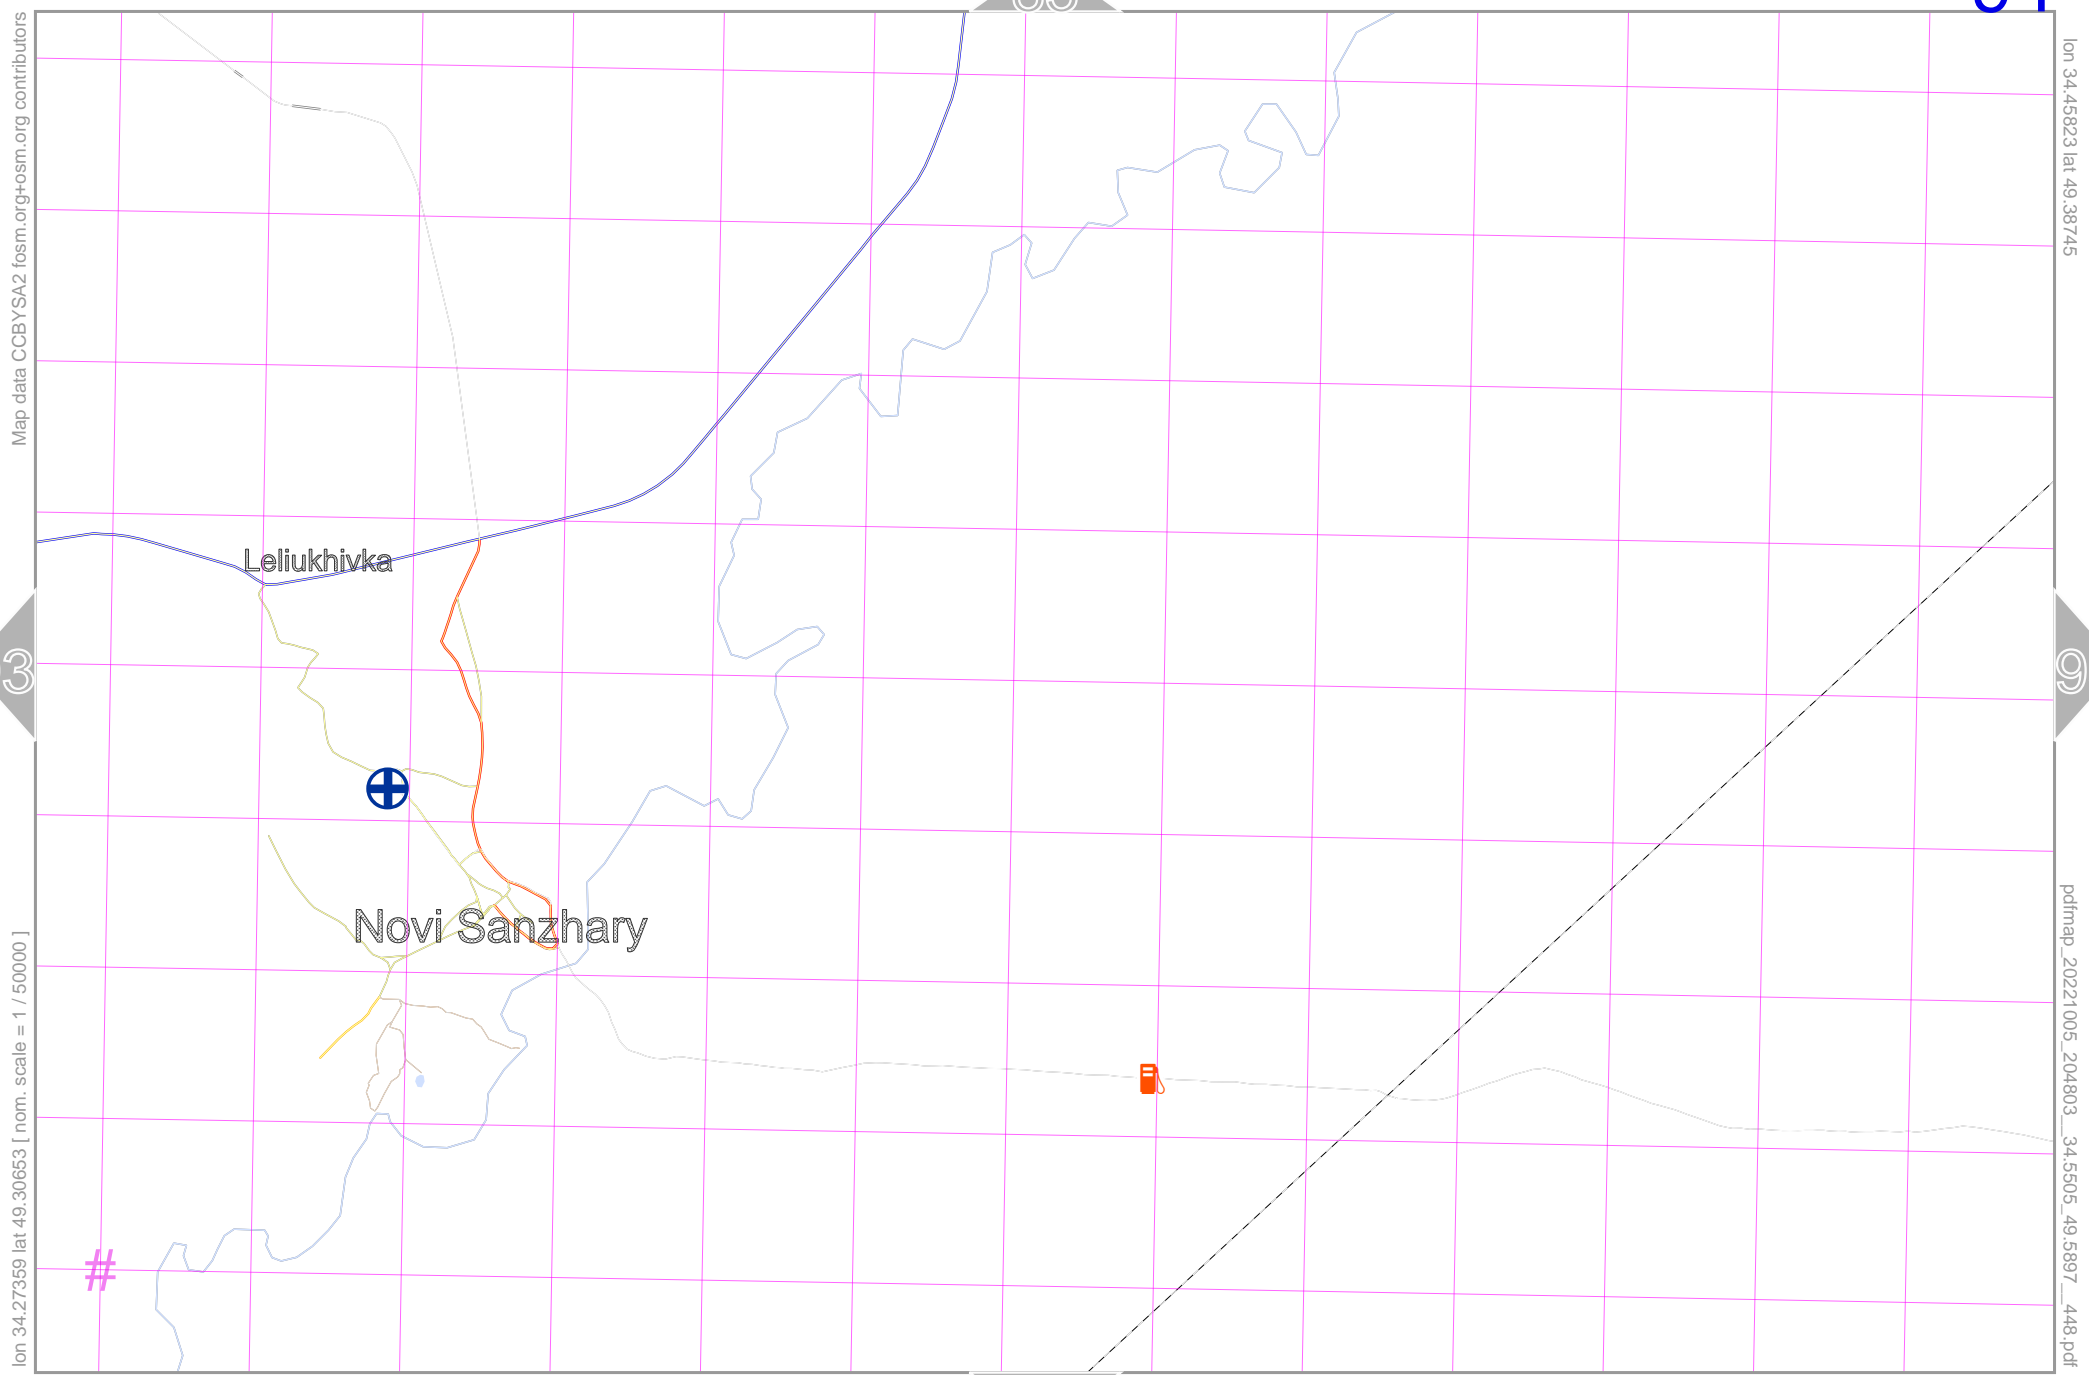 Map data CCBYSA2 fosm.org+osm.org contributors
lon 34.27359 lat 49.30653 [ nom. scale = 1 / 50000 ]
lon 34.45823 lat 49.38745
pdfmap_20221005_204803__34.5505_49.5897__448.pdf
Leliukhivka
Novi Sanzhary
3
9
#